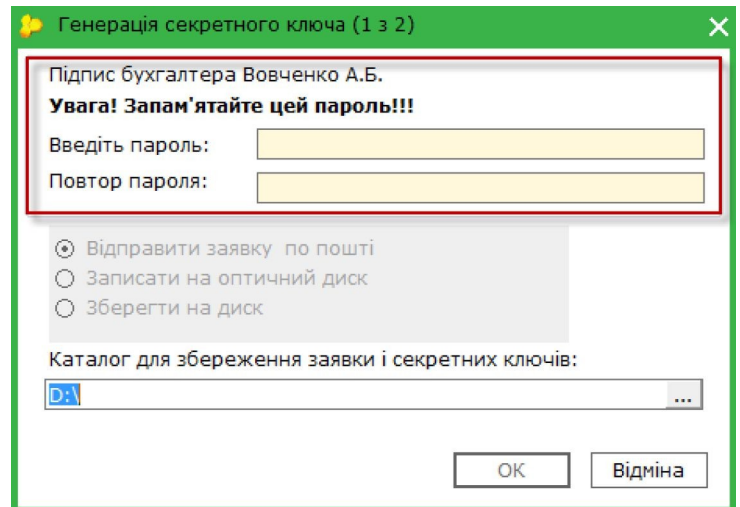 Генерація секретного ключа (1 з 2)
Підпис бухгалтера Вовченко А.Б.
Увага! Запам'ятайте цей пароль!!!
Введіть пароль:
Повтор пароля:
Відправити заявку по пошті
Записати на оптичний диск
Зберегти на диск
Каталог для збереження заявки і секретних ключів:
D:\
...
OK Відміна